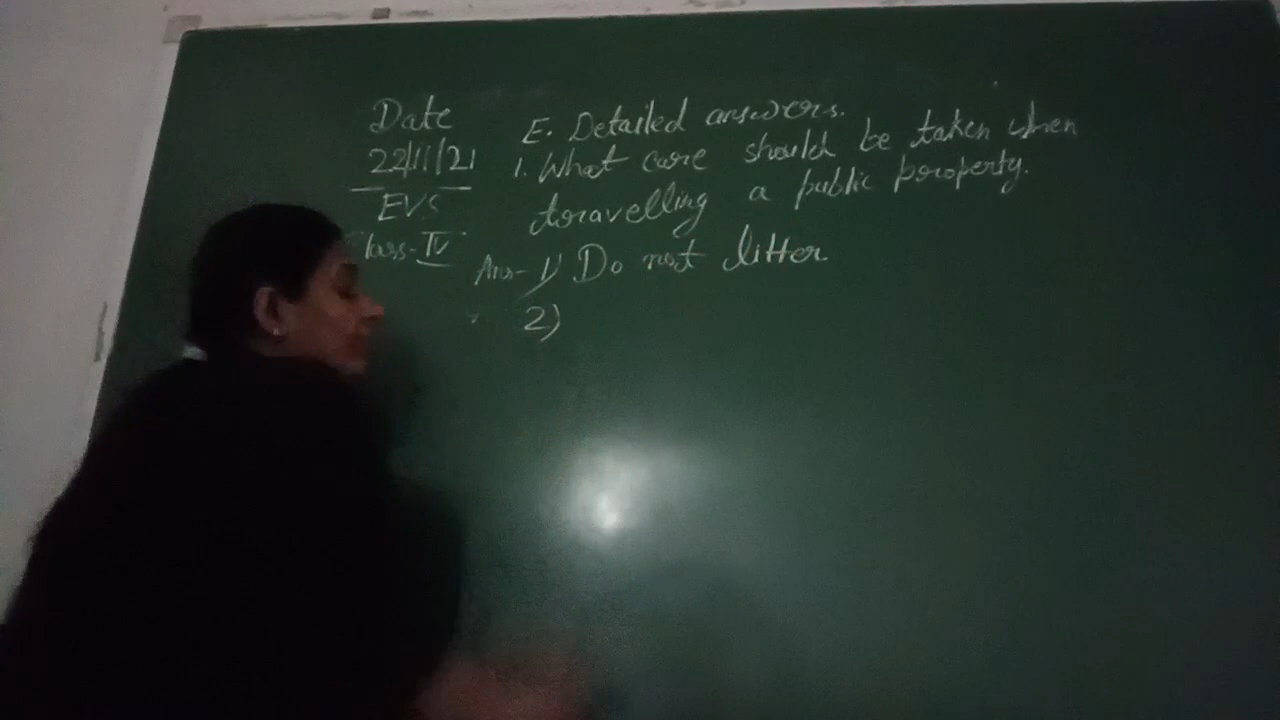 Date
22/11/21
EVS
Class-IV
E. Detailed answers.
1. What care should be taken when
travelling a public property.
Ans- 1) Do not litter
2)